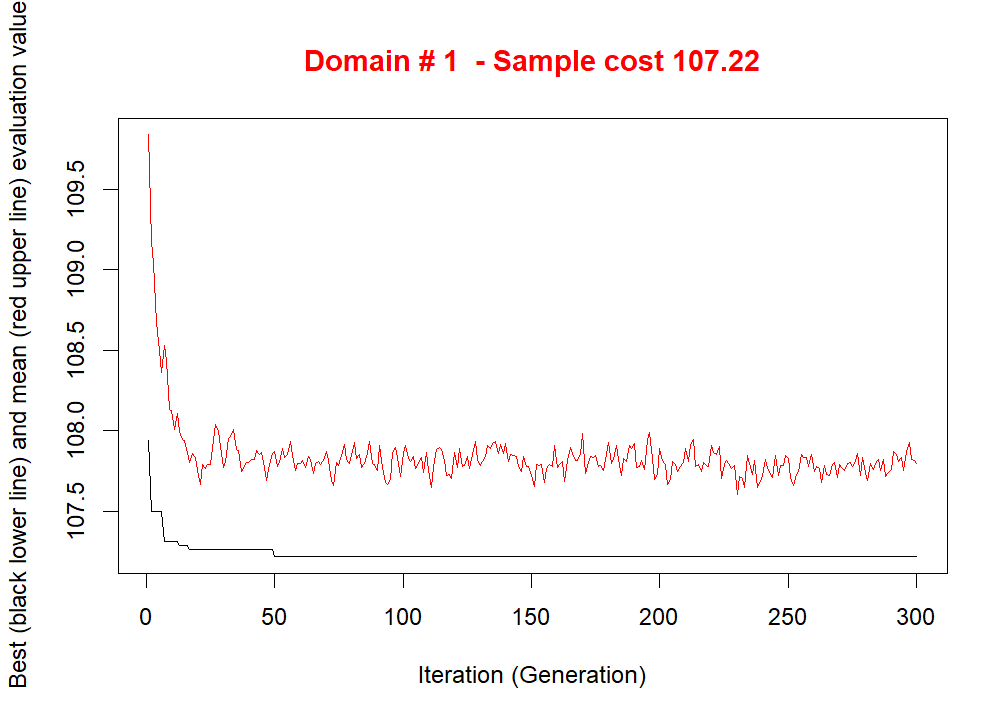 Domain # 1  - Sample cost 107.22
Best (black lower line) and mean (red upper line) evaluation value
109.5
109.0
108.5
108.0
107.5
0 50 100 150 200 250 300
Iteration (Generation)